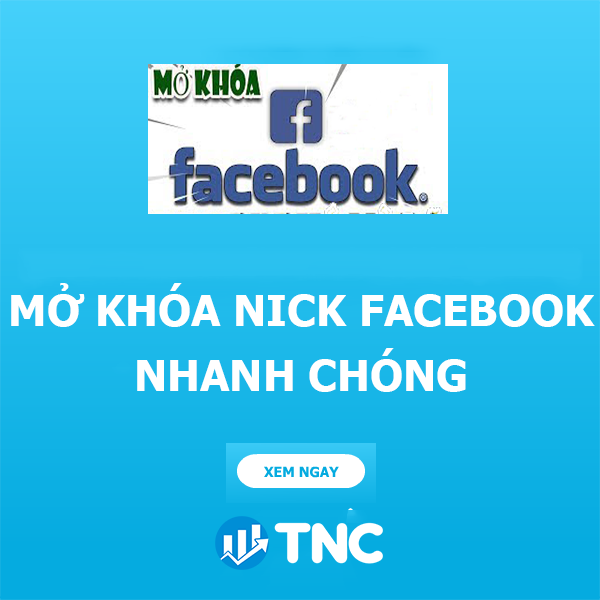 MỞ KHÓA
f
facebook.
MỞ KHÓA NICK FACEBOOK
NHANH CHÓNG
XEM NGAY
TNC